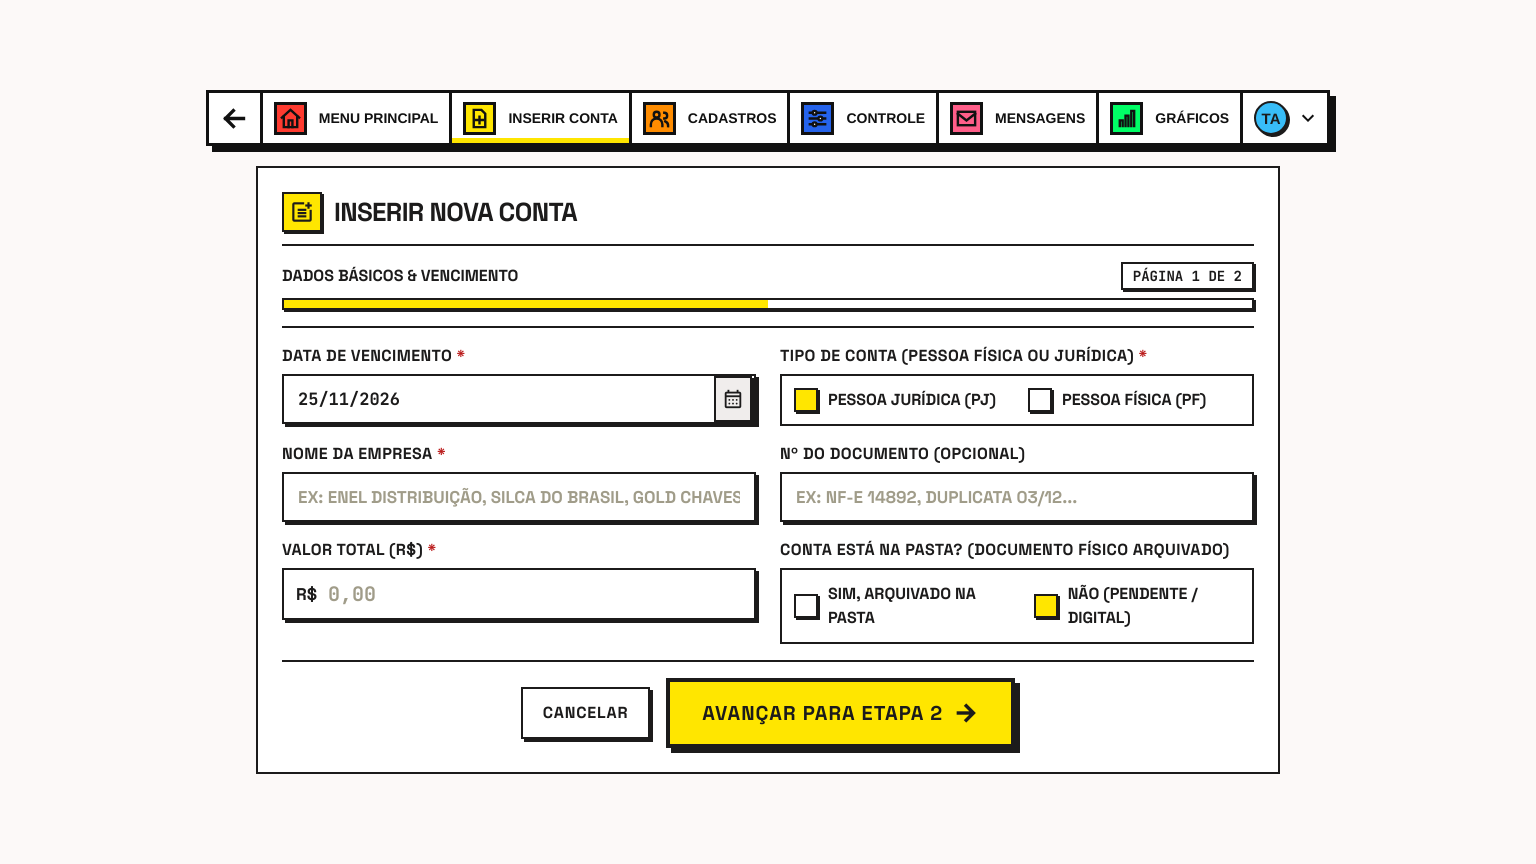 MENU PRINCIPAL
INSERIR CONTA
CADASTROS
CONTROLE
MENSAGENS
GRÁFICOS
TA
INSERIR NOVA CONTA
DADOS BÁSICOS & VENCIMENTO
PÁGINA 1 DE 2
DATA DE VENCIMENTO *
TIPO DE CONTA (PESSOA FÍSICA OU JURÍDICA) *
25/11/2026
PESSOA JURÍDICA (PJ)
PESSOA FÍSICA (PF)
NOME DA EMPRESA *
Nº DO DOCUMENTO (OPCIONAL)
EX: ENEL DISTRIBUIÇÃO, SILCA DO BRASIL, GOLD CHAVES
EX: NF-E 14892, DUPLICATA 03/12...
VALOR TOTAL (R$) *
CONTA ESTÁ NA PASTA? (DOCUMENTO FÍSICO ARQUIVADO)
R$ 0,00
SIM, ARQUIVADO NA
PASTA
NÃO (PENDENTE /
DIGITAL)
CANCELAR
AVANÇAR PARA ETAPA 2